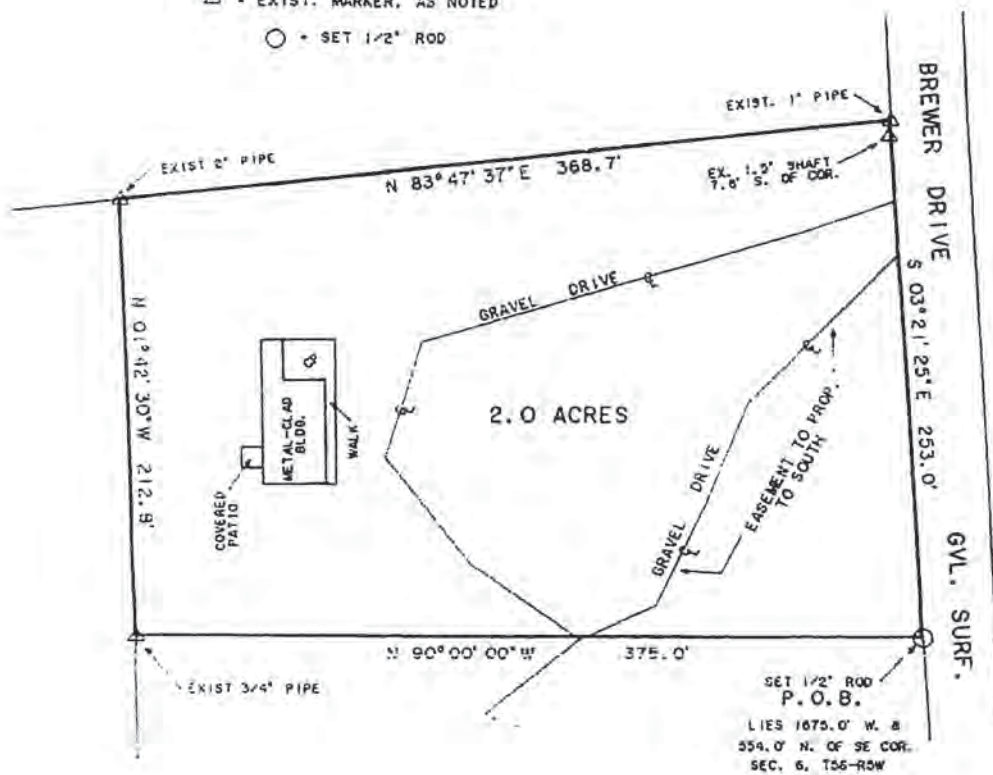 △ - EXIST. MARKER, AS NOTED
○ - SET 1/2" ROD
EXIST. 1" PIPE
EXIST 2" PIPE
N 83° 47' 37" E 368.7'
EX. 1.5" SHAFT
7.6' S. OF COR.
BREWER DRIVE
S 03° 21' 25" E 253.0'
GVL. SURF.
GRAVEL DRIVE
℄
N 01° 42' 30" W 212.8'
METAL-CLAD
BLDG.
WALK
COVERED
PATIO
2.0 ACRES
℄
℄
GRAVEL DRIVE
℄
EASEMENT TO PROP.
TO SOUTH
N 90° 00' 00" W 375.0'
EXIST 3/4" PIPE
SET 1/2" ROD
P.O.B.
LIES 1675.0' W. &
554.0' N. OF SE COR.
SEC. 6, T5S-R5W